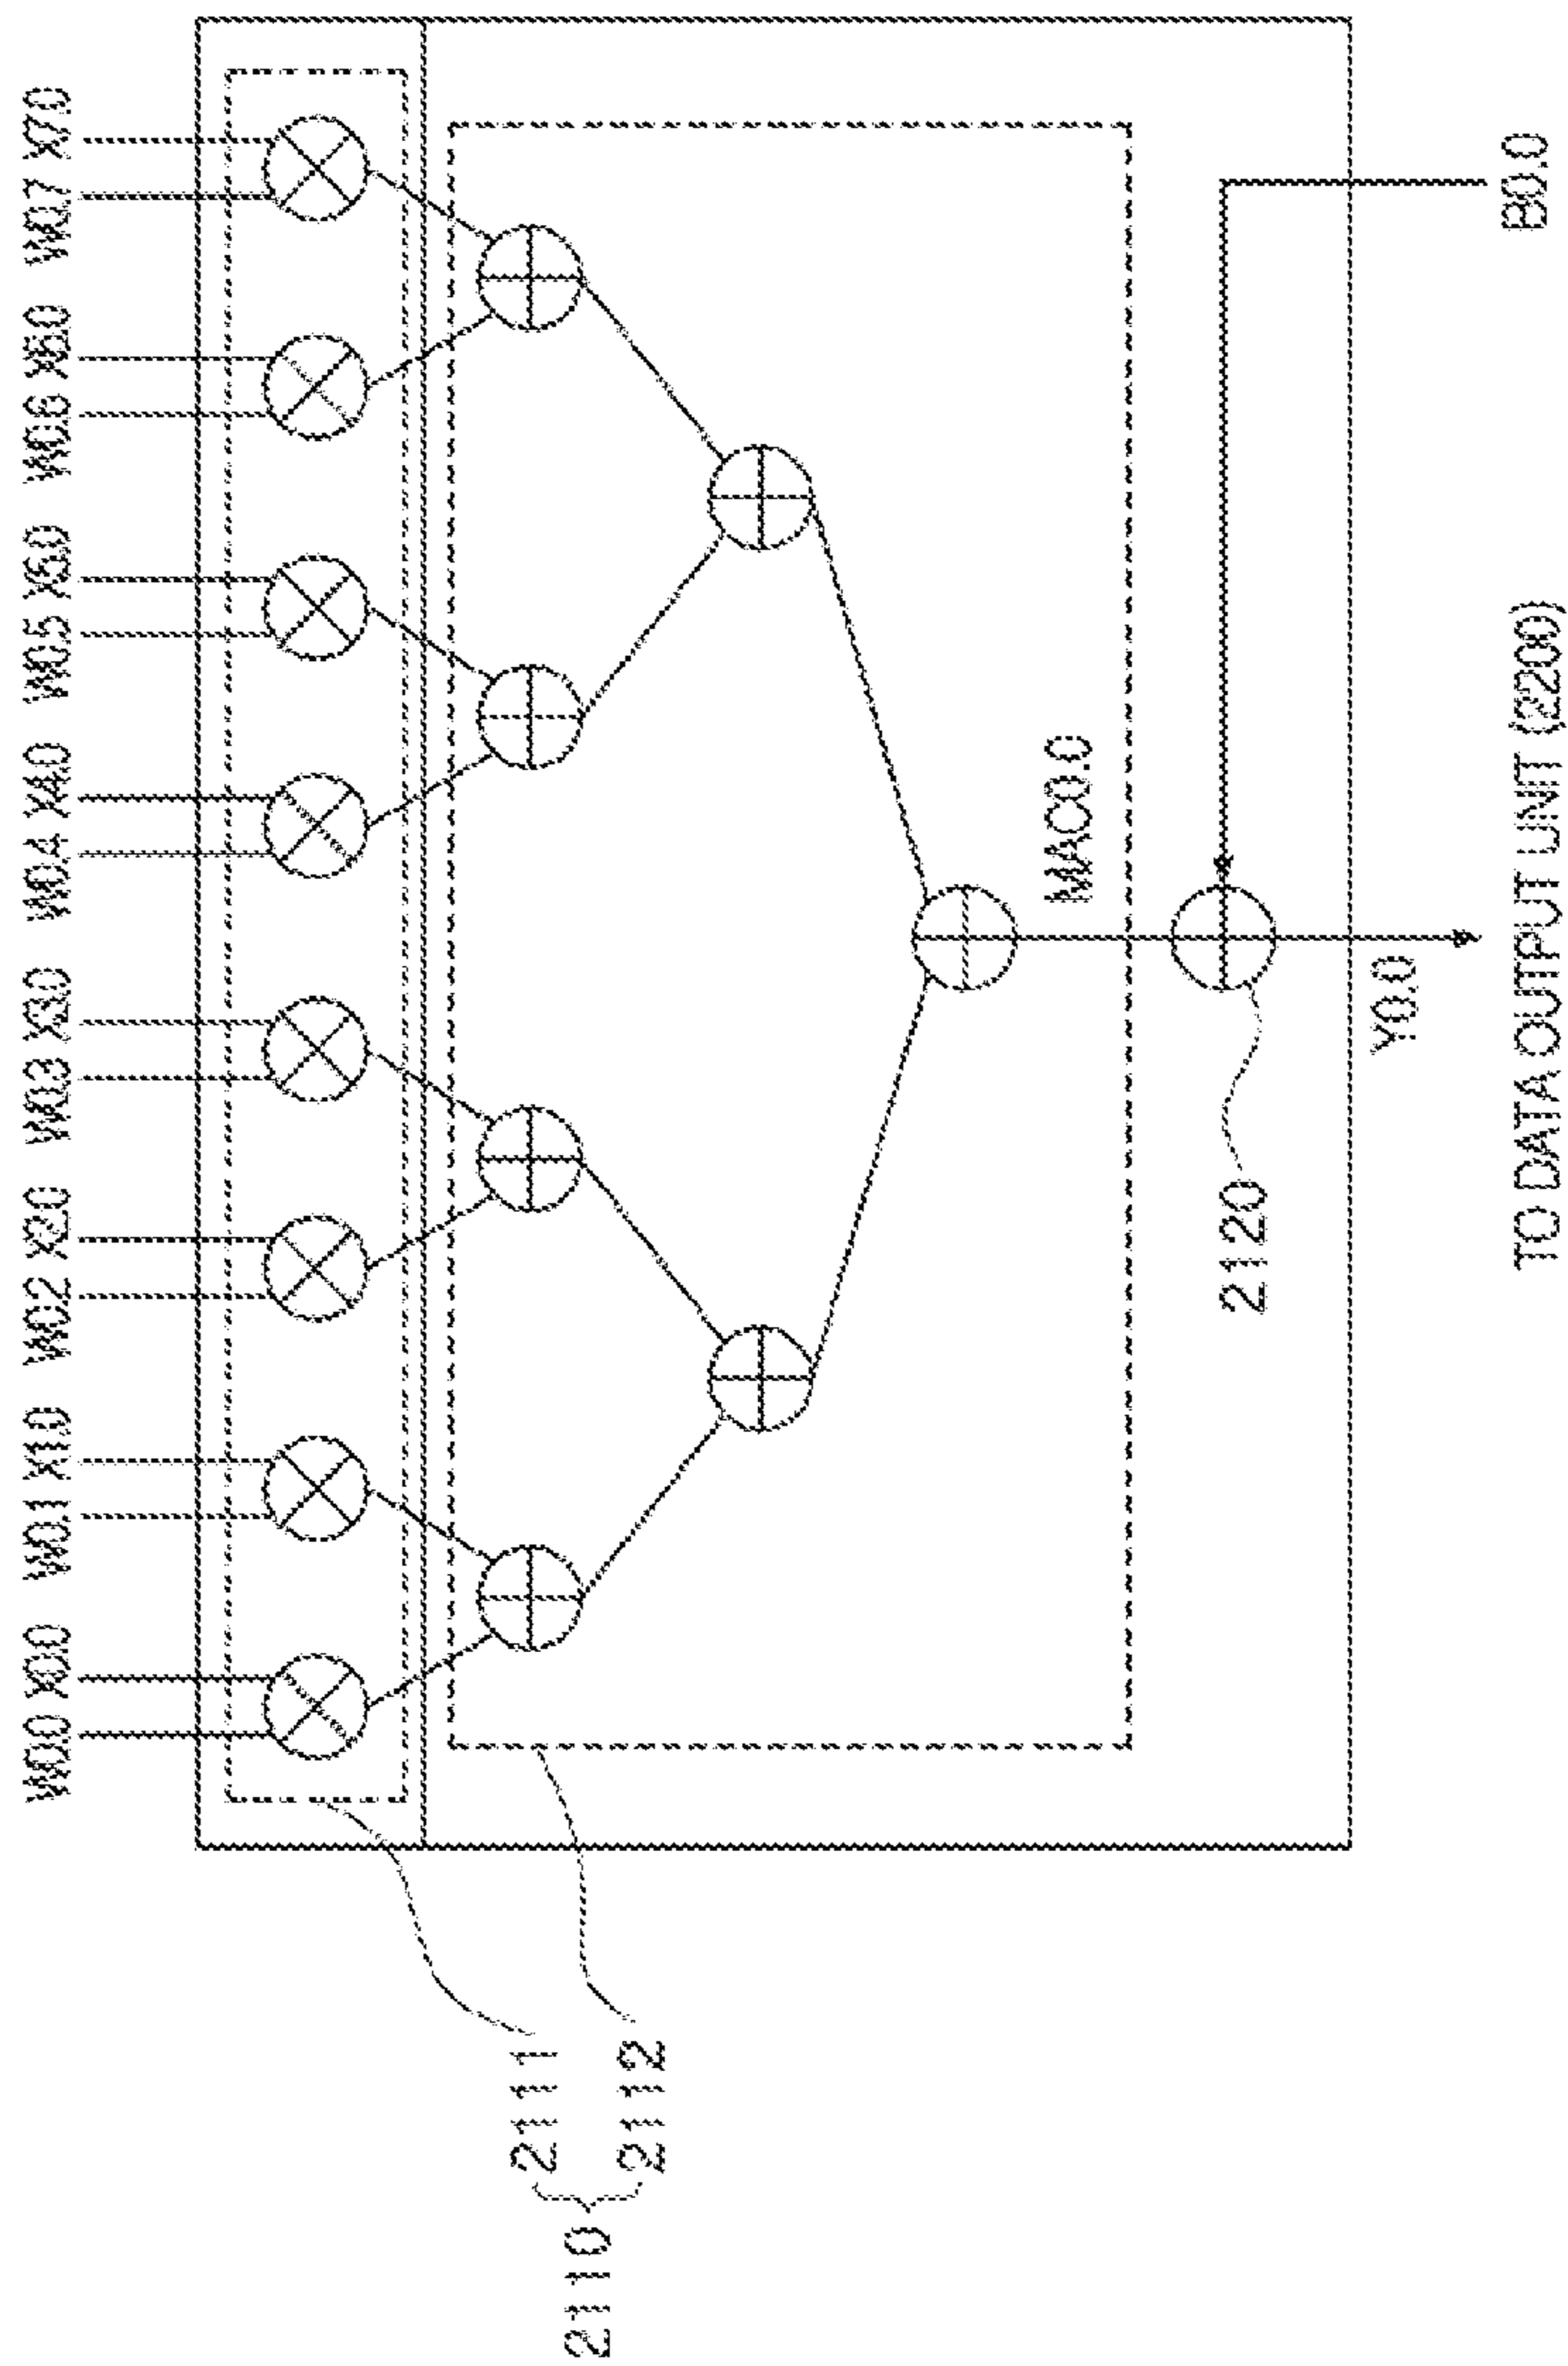 W0.0 X0.0 W0.1 X1.0 W0.2 X2.0 W0.3 X3.0 W0.4 X4.0 W0.5 X5.0 W0.6 X6.0 W0.7 X7.0
2110
2111
2112
MAC0.0
2120
Y0.0
B0.0
TO DATA OUTPUT UNIT (2200)